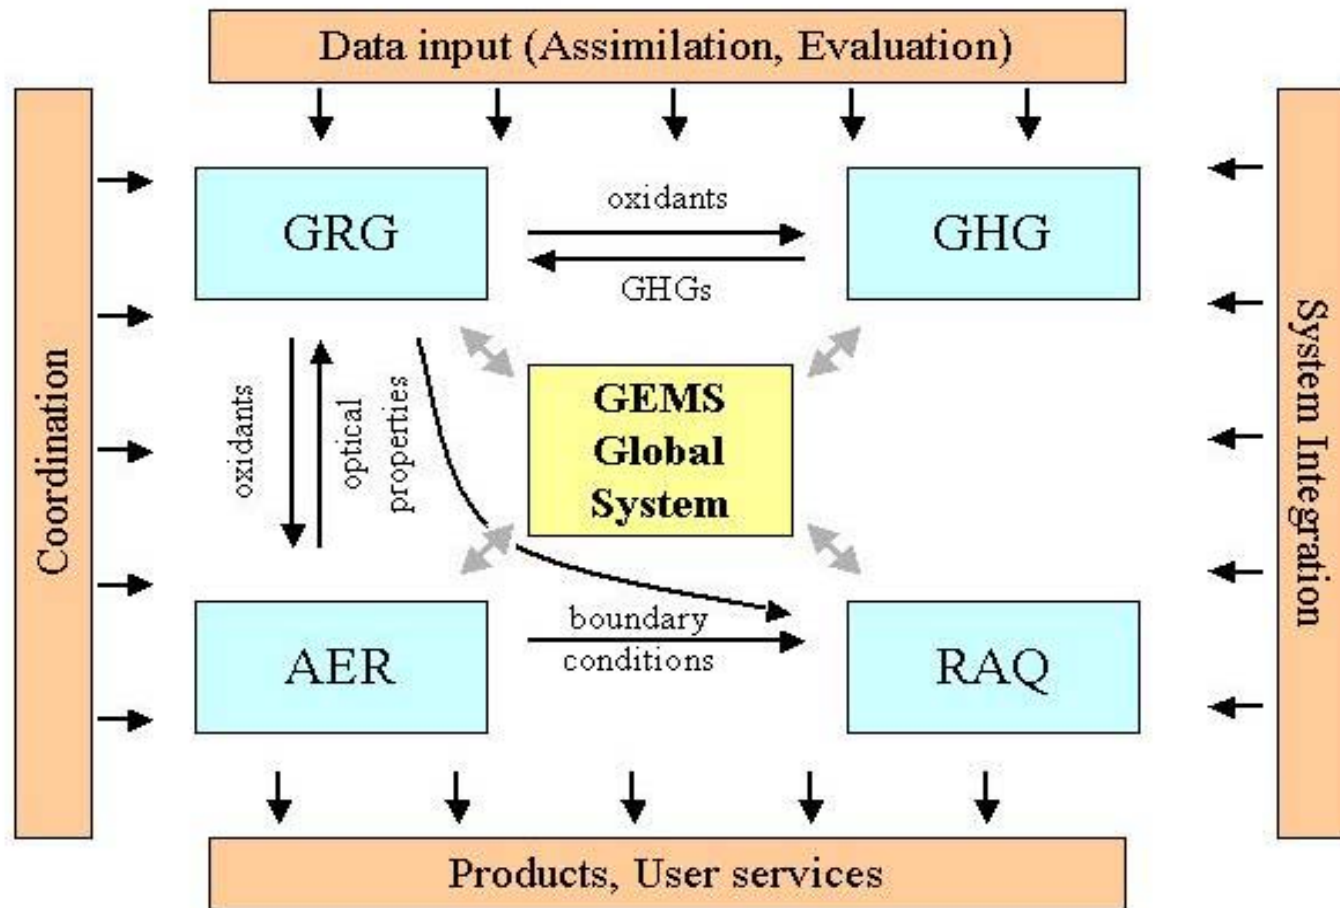 Data input (Assimilation, Evaluation)
Coordination
System Integration
GRG
oxidants
GHGs
GHG
oxidants
optical
properties
GEMS
Global
System
AER
boundary
conditions
RAQ
Products, User services